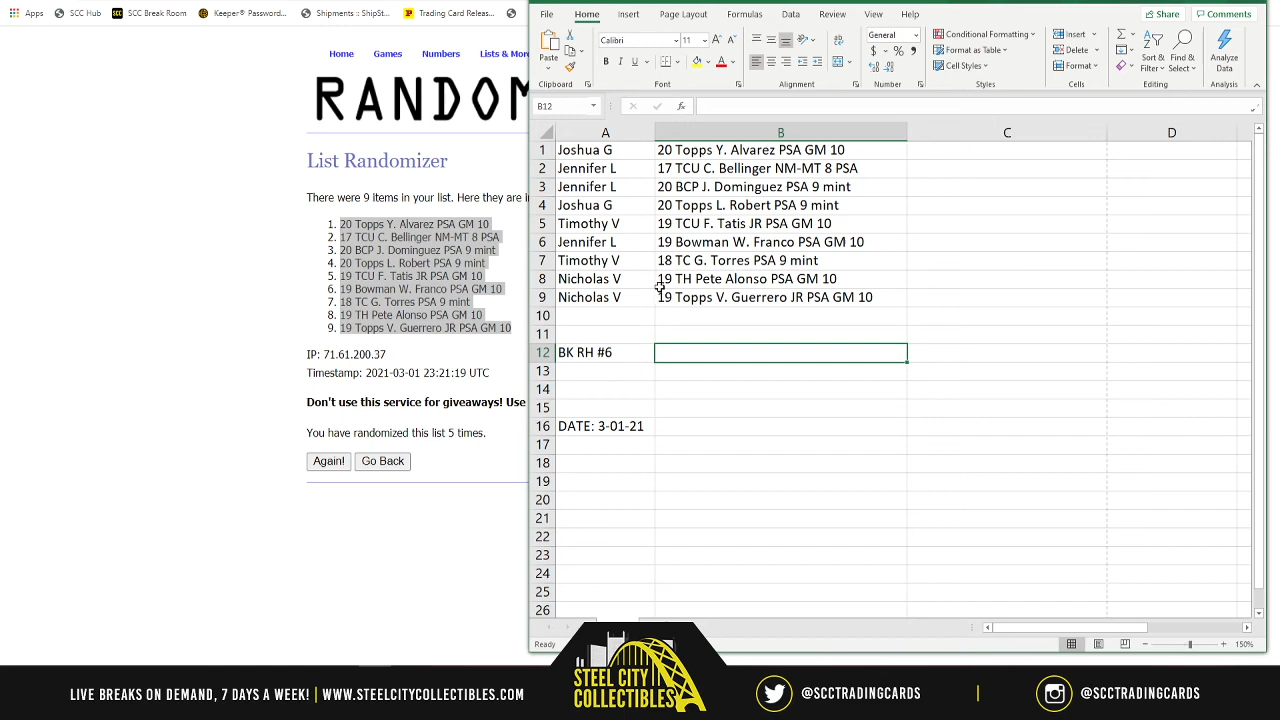 Apps SCC Hub SCC Break Room Keeper® Password... Shipments :: ShipSt... Trading Card Releas...
Home Games Numbers Lists & More
RANDOM
List Randomizer
There were 9 items in your list. Here they are in
1. 20 Topps Y. Alvarez PSA GM 10
2. 17 TCU C. Bellinger NM-MT 8 PSA
3. 20 BCP J. Dominguez PSA 9 mint
4. 20 Topps L. Robert PSA 9 mint
5. 19 TCU F. Tatis JR PSA GM 10
6. 19 Bowman W. Franco PSA GM 10
7. 18 TC G. Torres PSA 9 mint
8. 19 TH Pete Alonso PSA GM 10
9. 19 Topps V. Guerrero JR PSA GM 10
IP: 71.61.200.37
Timestamp: 2021-03-01 23:21:19 UTC
Don't use this service for giveaways! Use
You have randomized this list 5 times.
Again! Go Back
File Home Insert Page Layout Formulas Data Review View Help Share Comments
Paste Calibri 11 General Conditional Formatting Format as Table Cell Styles Insert Delete Format Sort & Filter Find & Select Analyze Data
Clipboard Font Alignment Number Styles Cells Editing Analysis
B12 fx
A B C D
1 Joshua G 20 Topps Y. Alvarez PSA GM 10
2 Jennifer L 17 TCU C. Bellinger NM-MT 8 PSA
3 Jennifer L 20 BCP J. Dominguez PSA 9 mint
4 Joshua G 20 Topps L. Robert PSA 9 mint
5 Timothy V 19 TCU F. Tatis JR PSA GM 10
6 Jennifer L 19 Bowman W. Franco PSA GM 10
7 Timothy V 18 TC G. Torres PSA 9 mint
8 Nicholas V 19 TH Pete Alonso PSA GM 10
9 Nicholas V 19 Topps V. Guerrero JR PSA GM 10
10
11
12 BK RH #6
13
14
15
16 DATE: 3-01-21
17
18
19
20
21
22
23
24
25
26
Ready 150%
LIVE BREAKS ON DEMAND, 7 DAYS A WEEK! | WWW.STEELCITYCOLLECTIBLES.COM
STEEL CITY
COLLECTIBLES
@SCCTRADINGCARDS | @SCCTRADINGCARDS